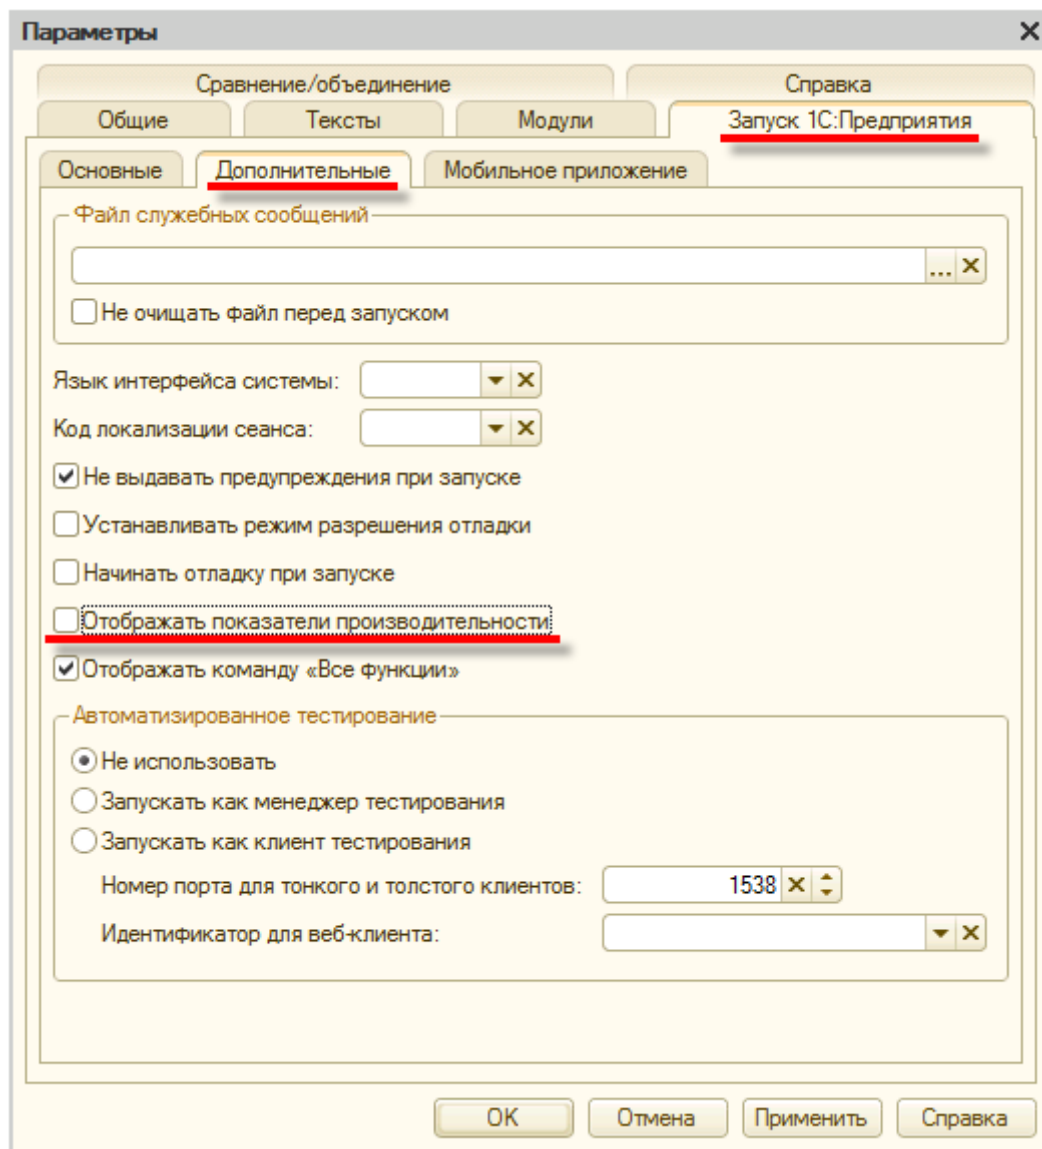 Параметры
Сравнение/объединение
Справка
Общие
Тексты
Модули
Запуск 1С:Предприятия
Основные
Дополнительные
Мобильное приложение
Файл служебных сообщений
...
Не очищать файл перед запуском
Язык интерфейса системы:
Код локализации сеанса:
Не выдавать предупреждения при запуске
Устанавливать режим разрешения отладки
Начинать отладку при запуске
Отображать показатели производительности
Отображать команду «Все функции»
Автоматизированное тестирование
Не использовать
Запускать как менеджер тестирования
Запускать как клиент тестирования
Номер порта для тонкого и толстого клиентов: 1538
Идентификатор для веб-клиента:
ОК
Отмена
Применить
Справка